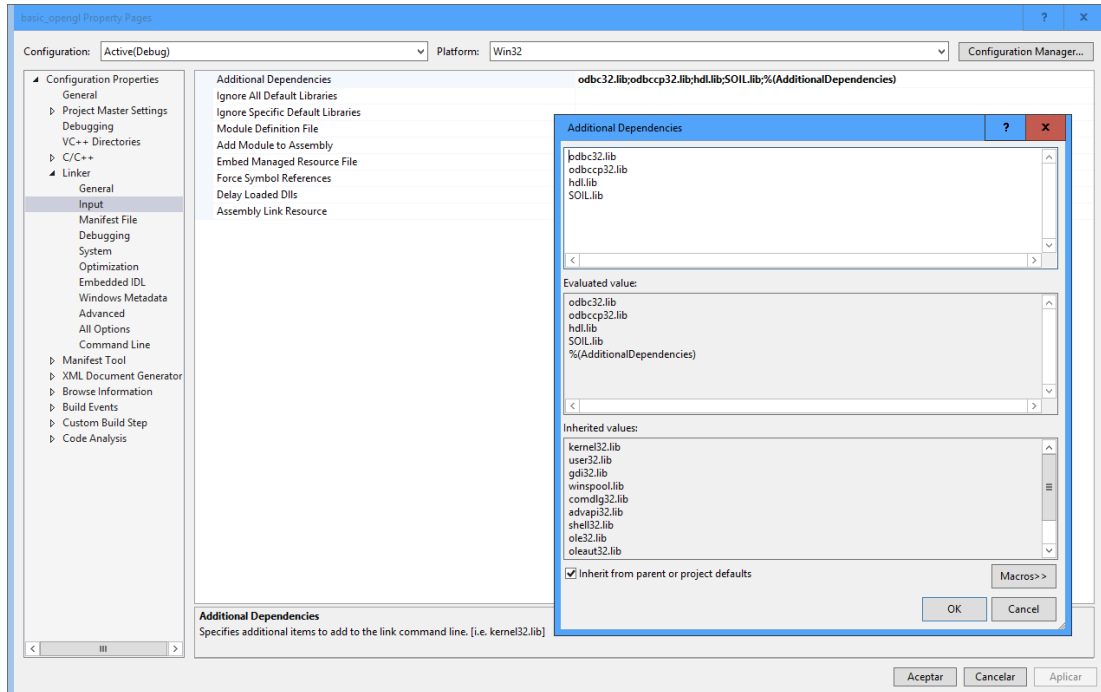 basic_opengl Property Pages
? x
Configuration: Active(Debug) Platform: Win32 Configuration Manager...
Configuration Properties
General
Project Master Settings
Debugging
VC++ Directories
C/C++
Linker
General
Input
Manifest File
Debugging
System
Optimization
Embedded IDL
Windows Metadata
Advanced
All Options
Command Line
Manifest Tool
XML Document Generator
Browse Information
Build Events
Custom Build Step
Code Analysis
Additional Dependencies odbc32.lib;odbccp32.lib;hdl.lib;SOIL.lib;%(AdditionalDependencies)
Ignore All Default Libraries
Ignore Specific Default Libraries
Module Definition File
Add Module to Assembly
Embed Managed Resource File
Force Symbol References
Delay Loaded Dlls
Assembly Link Resource
Additional Dependencies
? x
odbc32.lib
odbccp32.lib
hdl.lib
SOIL.lib
Evaluated value:
odbc32.lib
odbccp32.lib
hdl.lib
SOIL.lib
%(AdditionalDependencies)
Inherited values:
kernel32.lib
user32.lib
gdi32.lib
winspool.lib
comdlg32.lib
advapi32.lib
shell32.lib
ole32.lib
oleaut32.lib
Inherit from parent or project defaults
Macros>>
OK Cancel
Additional Dependencies
Specifies additional items to add to the link command line. [i.e. kernel32.lib]
Aceptar Cancelar Aplicar